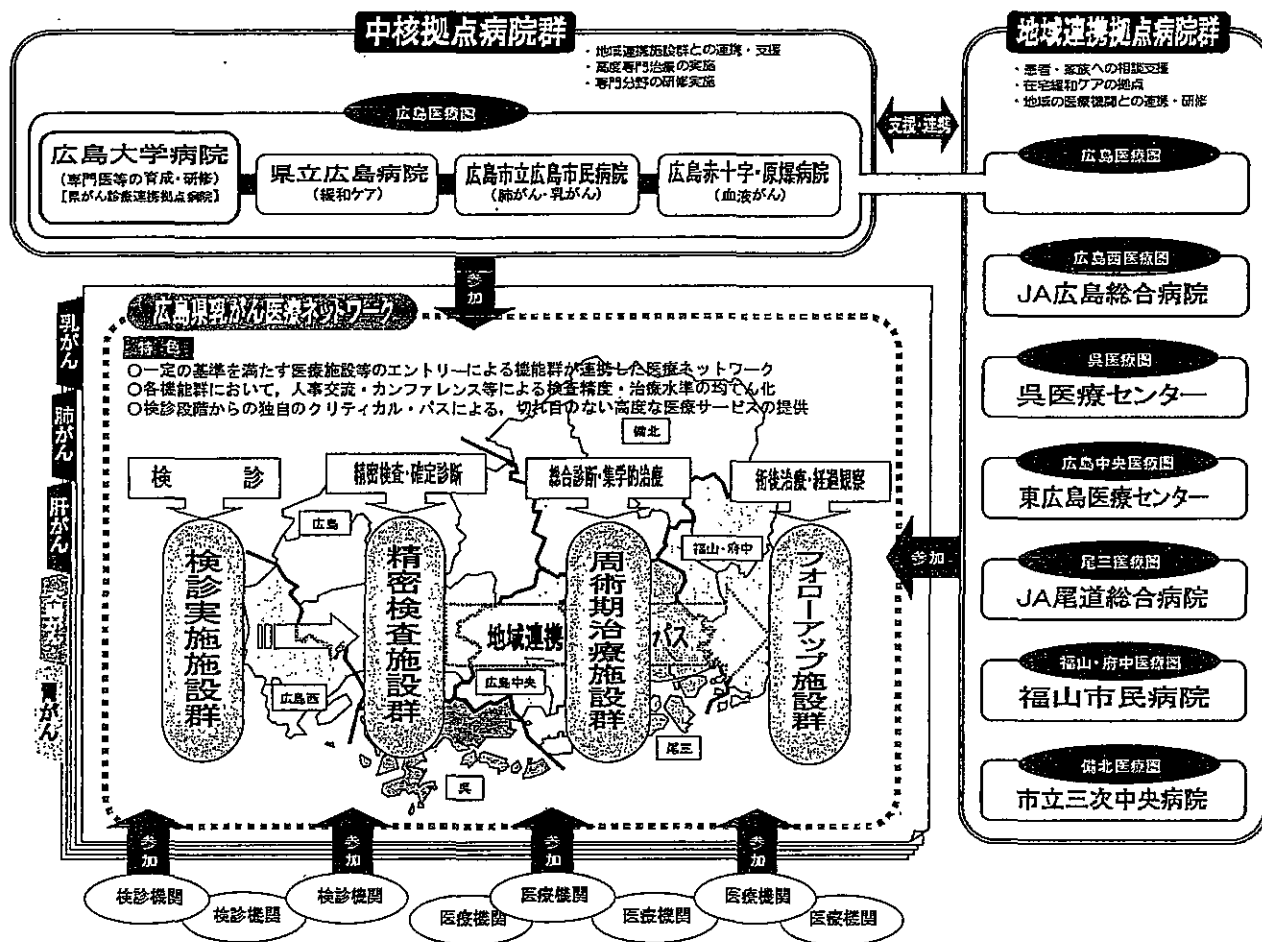 中核拠点病院群
・地域連携施設群との連携・支援
・高度専門治療の実施
・専門分野の研修実施
広島医療圏
広島大学病院
(専門医等の育成・研修)
【県がん診療連携拠点病院】
県立広島病院
(緩和ケア)
広島市立広島市民病院
(肺がん・乳がん)
広島赤十字・原爆病院
(血液がん)
支援・連携
地域連携拠点病院群
・患者・家族への相談支援
・在宅緩和ケアの拠点
・地域の医療機関との連携・研修
広島医療圏
広島西医療圏
JA広島総合病院
呉医療圏
呉医療センター
広島中央医療圏
東広島医療センター
尾三医療圏
JA尾道総合病院
福山・府中医療圏
福山市民病院
備北医療圏
市立三次中央病院
参加
参加
乳がん
肺がん
肝がん
胃がん
広島県乳がん医療ネットワーク
特色
○一定の基準を満たす医療施設等のエントリーによる機能群が連携した医療ネットワーク
○各機能群において，人事交流・カンファレンス等による検査精度・治療水準の均てん化
○検診段階からの独自のクリティカル・パスによる，切れ目のない高度な医療サービスの提供
検診
精密検査・確定診断
総合診断・集学的治療
術後治療・経過観察
検診実施施設群
精密検査施設群
周術期治療施設群
フォローアップ施設群
地域連携
パス
備北
広島
福山・府中
広島西
広島中央
尾三
呉
参加
参加
参加
参加
検診機関
検診機関
検診機関
医療機関
医療機関
医療機関
医療機関
医療機関